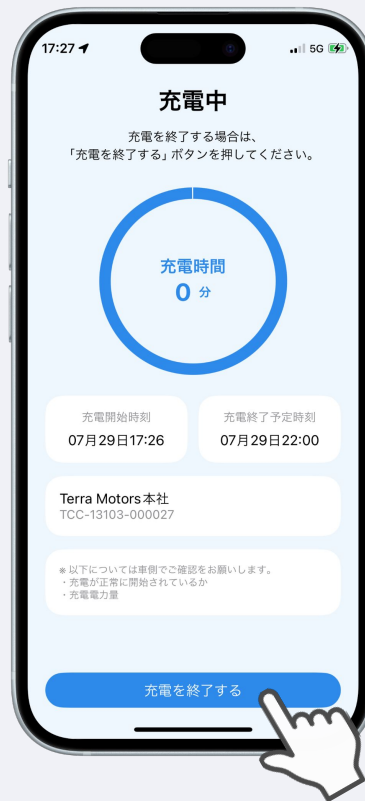 17:27
5G
充電中
充電を終了する場合は、
「充電を終了する」ボタンを押してください。
充電時間
0 分
充電開始時刻
07月29日17:26
充電終了予定時刻
07月29日22:00
Terra Motors本社
TCC-13103-000027
※ 以下については車側でご確認をお願いします。
・充電が正常に開始されているか
・充電電力量
充電を終了する